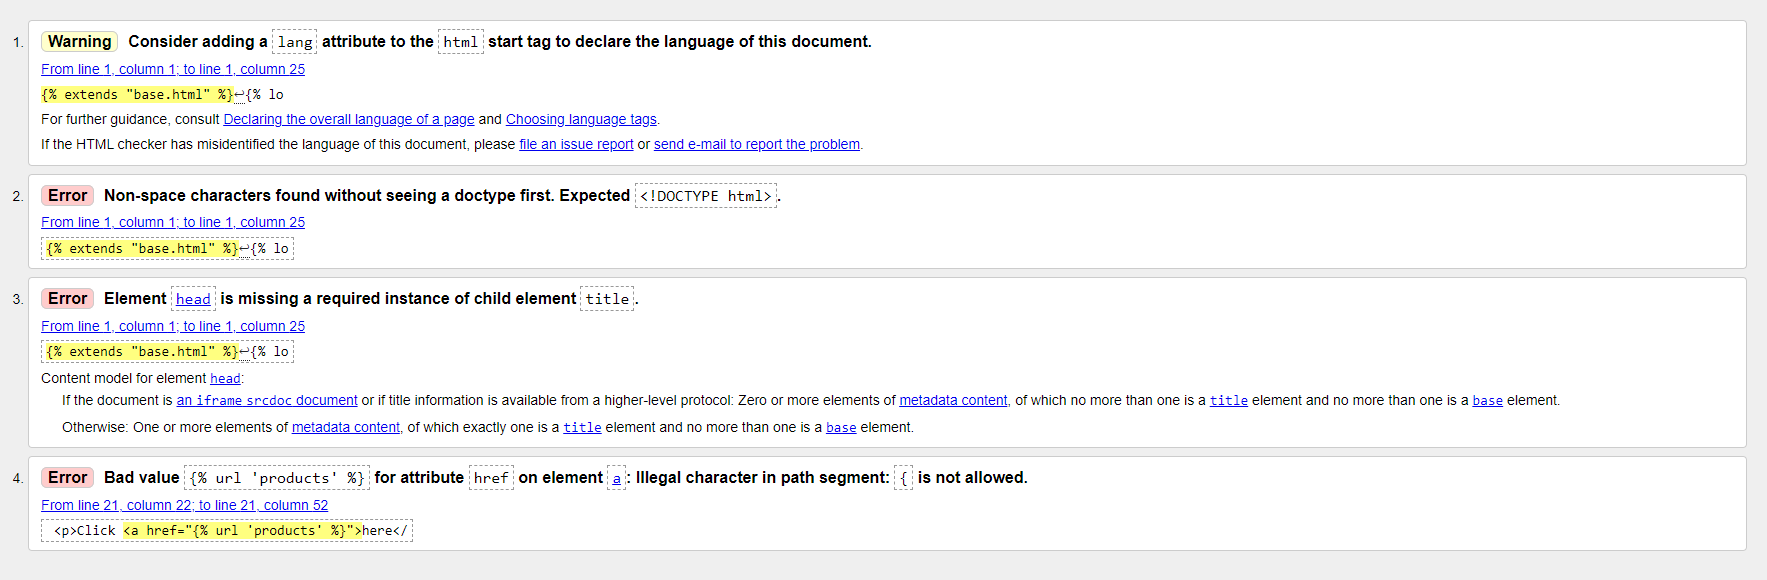 1. Warning Consider adding a lang attribute to the html start tag to declare the language of this document.
From line 1, column 1; to line 1, column 25
{% extends "base.html" %}↩{% lo
For further guidance, consult Declaring the overall language of a page and Choosing language tags.
If the HTML checker has misidentified the language of this document, please file an issue report or send e-mail to report the problem.
2. Error Non-space characters found without seeing a doctype first. Expected <!DOCTYPE html>.
From line 1, column 1; to line 1, column 25
{% extends "base.html" %}↩{% lo
3. Error Element head is missing a required instance of child element title.
From line 1, column 1; to line 1, column 25
{% extends "base.html" %}↩{% lo
Content model for element head:
If the document is an iframe srcdoc document or if title information is available from a higher-level protocol: Zero or more elements of metadata content, of which no more than one is a title element and no more than one is a base element.
Otherwise: One or more elements of metadata content, of which exactly one is a title element and no more than one is a base element.
4. Error Bad value {% url 'products' %} for attribute href on element a: Illegal character in path segment: { is not allowed.
From line 21, column 22; to line 21, column 52
<p>Click <a href="{% url 'products' %}">here</